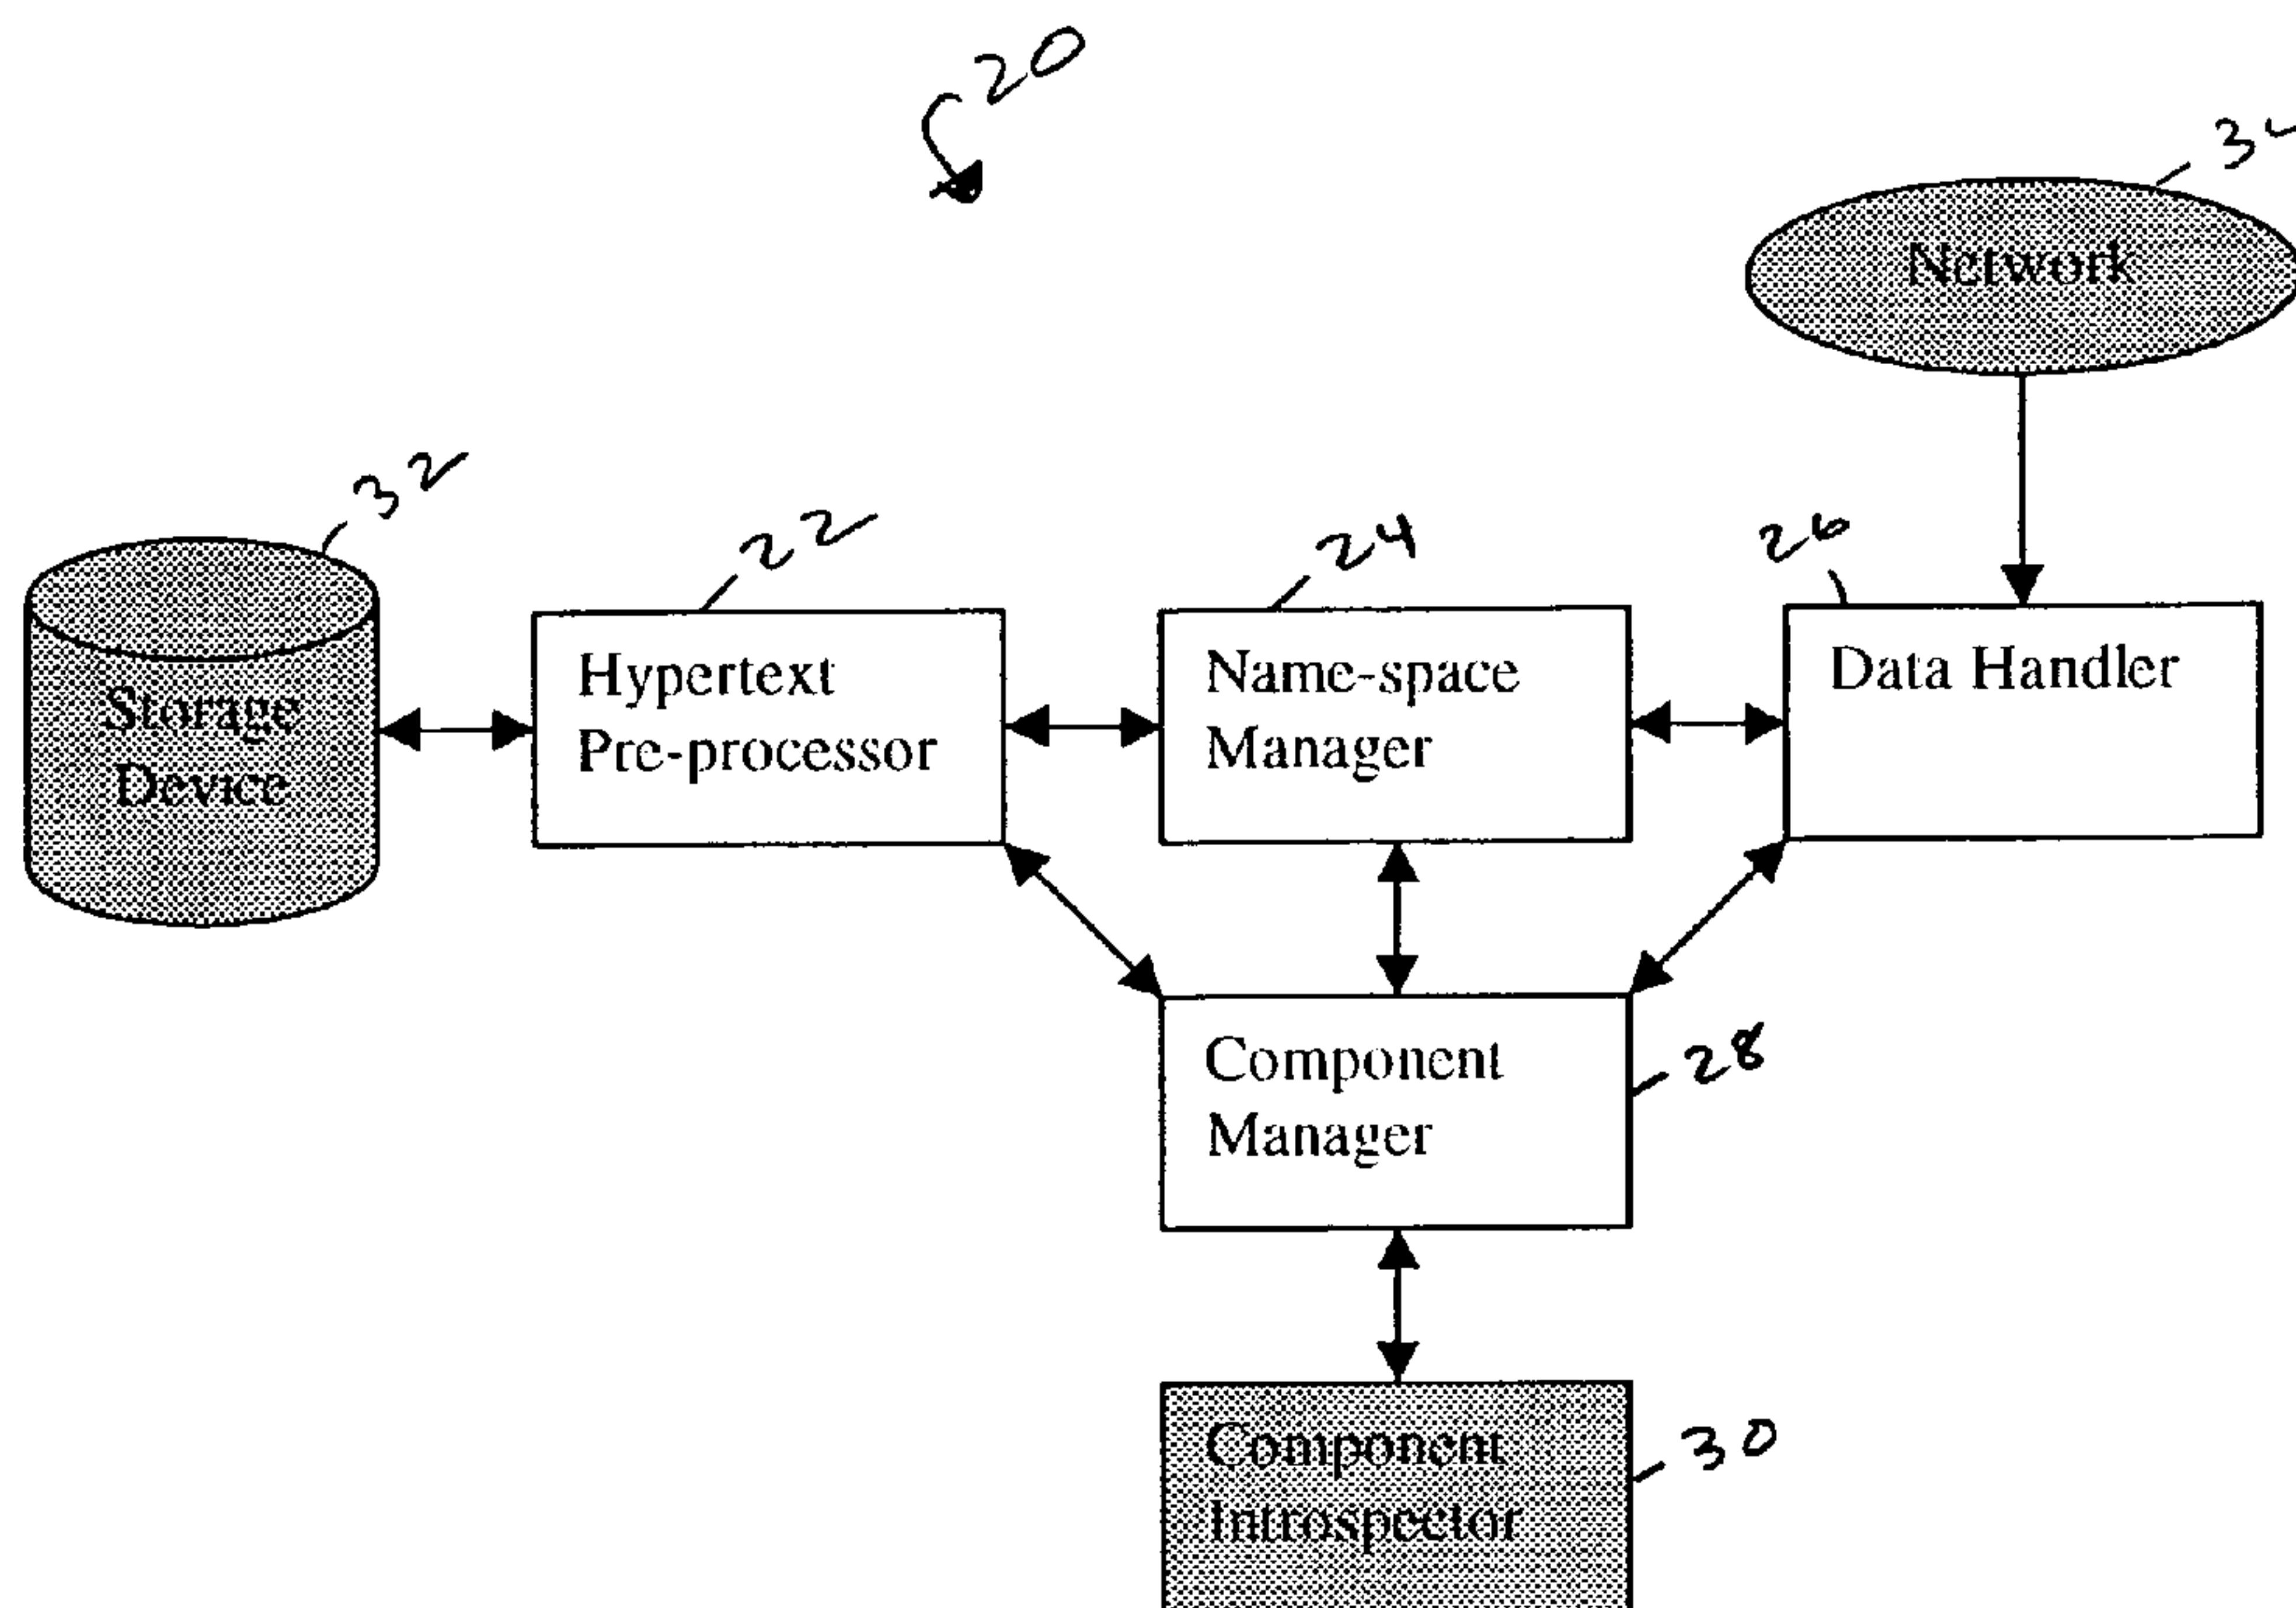 20
Network
32
22
24
26
Storage
Device
Hypertext
Pre-processor
Name-space
Manager
Data Handler
Component
Manager
28
Component
Introspector
30